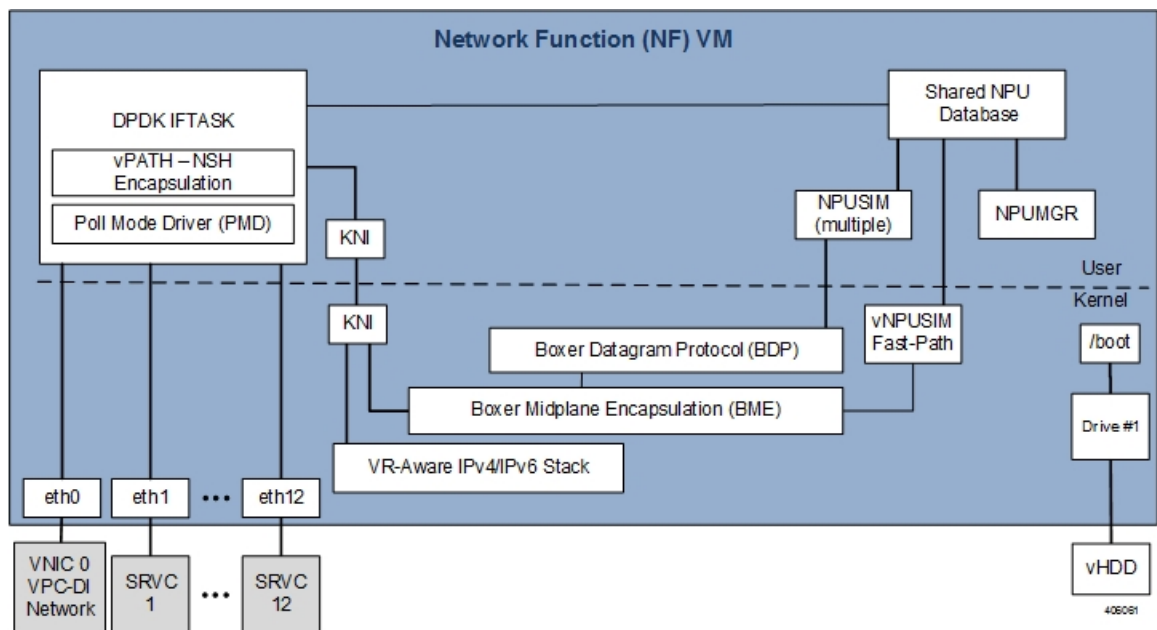 Network Function (NF) VM
DPDK IFTASK
vPATH – NSH
Encapsulation
Poll Mode Driver (PMD)
Shared NPU
Database
KNI
NPUSIM
(multiple)
NPUMGR
User
Kernel
KNI
vNPUSIM
Fast-Path
/boot
Boxer Datagram Protocol (BDP)
Boxer Midplane Encapsulation (BME)
Drive #1
VR-Aware IPv4/IPv6 Stack
eth0
eth1
•••
eth12
VNIC 0
VPC-DI
Network
SRVC
1
•••
SRVC
12
vHDD
406081